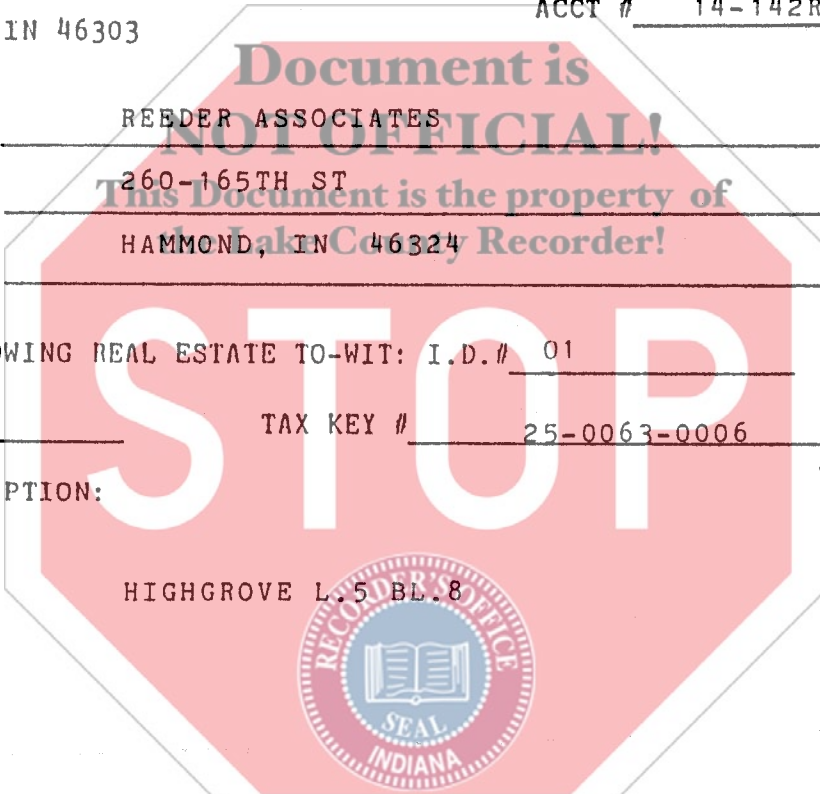 ACCT # 14-142R
IN 46303
Document is
REEDER ASSOCIATES
NOT OFFICIAL!
260-165TH ST
This Document is the property of
HAMMOND, IN 46324
the Lake County Recorder!
STOP
OWING REAL ESTATE TO-WIT: I.D.# 01
TAX KEY # 25-0063-0006
PTION:
HIGHGROVE L.5 BL.8
RECORDER'S OFFICE
SEAL
INDIANA